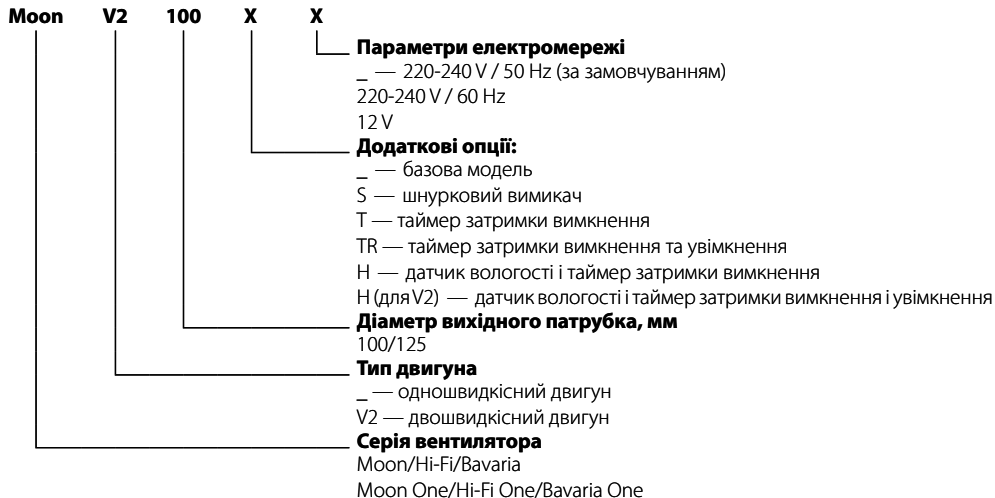 Moon V2 100 X X
Параметри електромережі
_ — 220-240 V / 50 Hz (за замовчуванням)
220-240 V / 60 Hz
12 V
Додаткові опції:
_ — базова модель
S — шнурковий вимикач
T — таймер затримки вимкнення
TR — таймер затримки вимкнення та увімкнення
H — датчик вологості і таймер затримки вимкнення
H (для V2) — датчик вологості і таймер затримки вимкнення і увімкнення
Діаметр вихідного патрубка, мм
100/125
Тип двигуна
_ — одношвидкісний двигун
V2 — двошвидкісний двигун
Серія вентилятора
Moon/Hi-Fi/Bavaria
Moon One/Hi-Fi One/Bavaria One